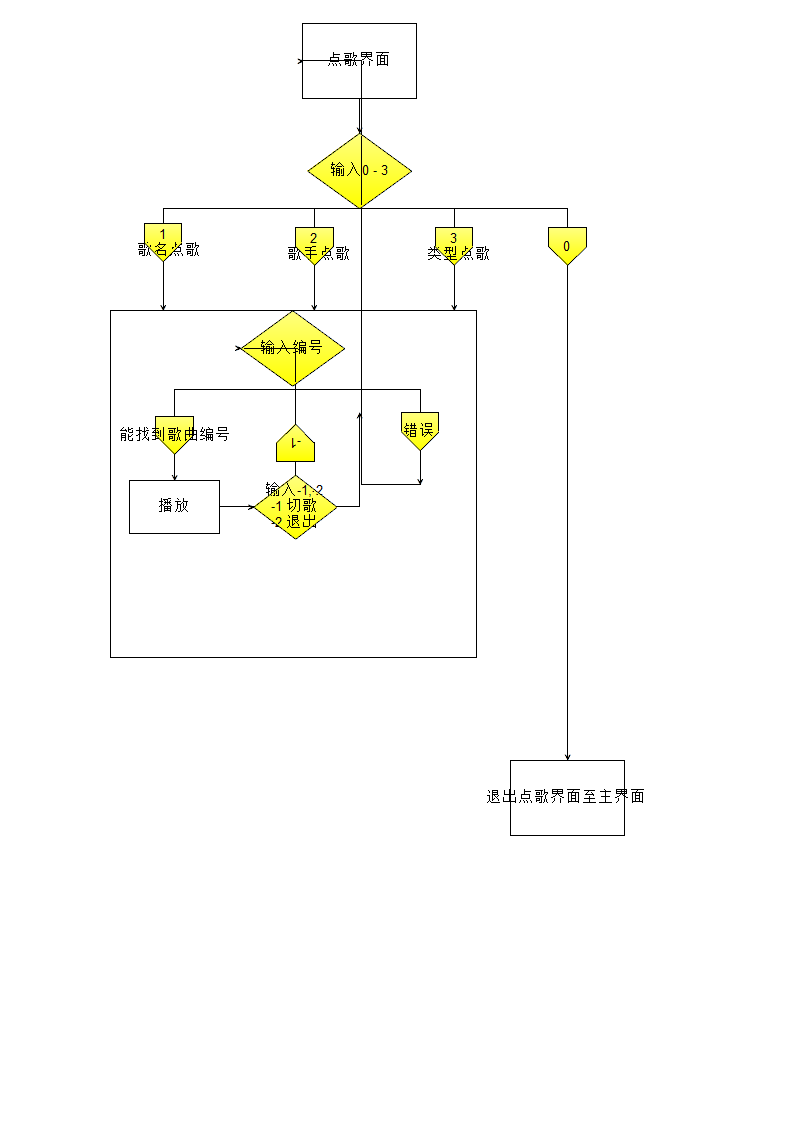 点歌界面
输入0 - 3
1
歌名点歌
2
歌手点歌
3
类型点歌
0
输入编号
能找到歌曲编号
-1
错误
播放
输入-1,-2
-1 切歌
-2 退出
退出点歌界面至主界面